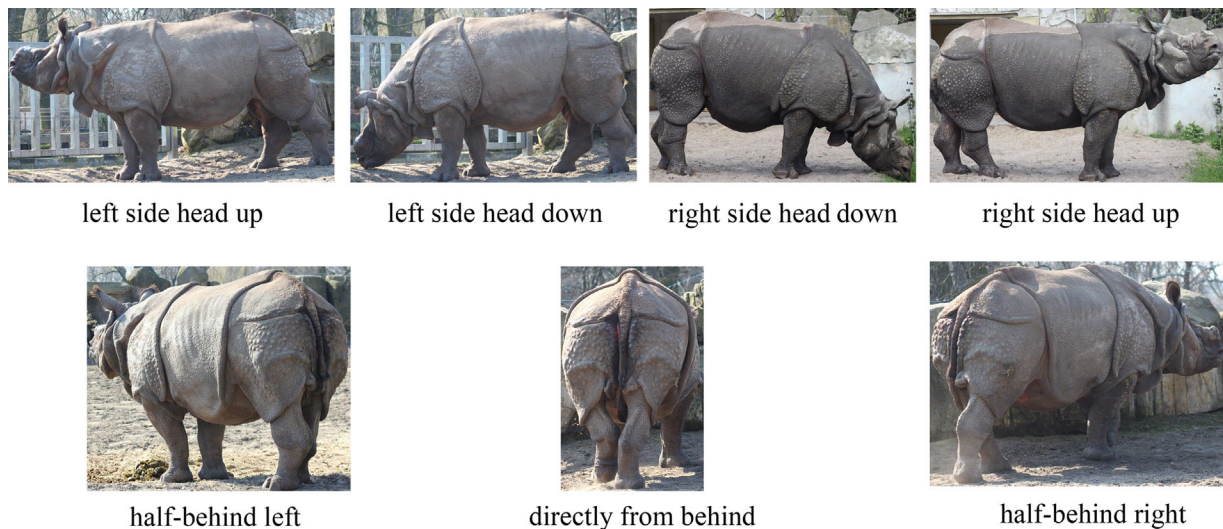 left side head up
left side head down
right side head down
right side head up
half-behind left
directly from behind
half-behind right